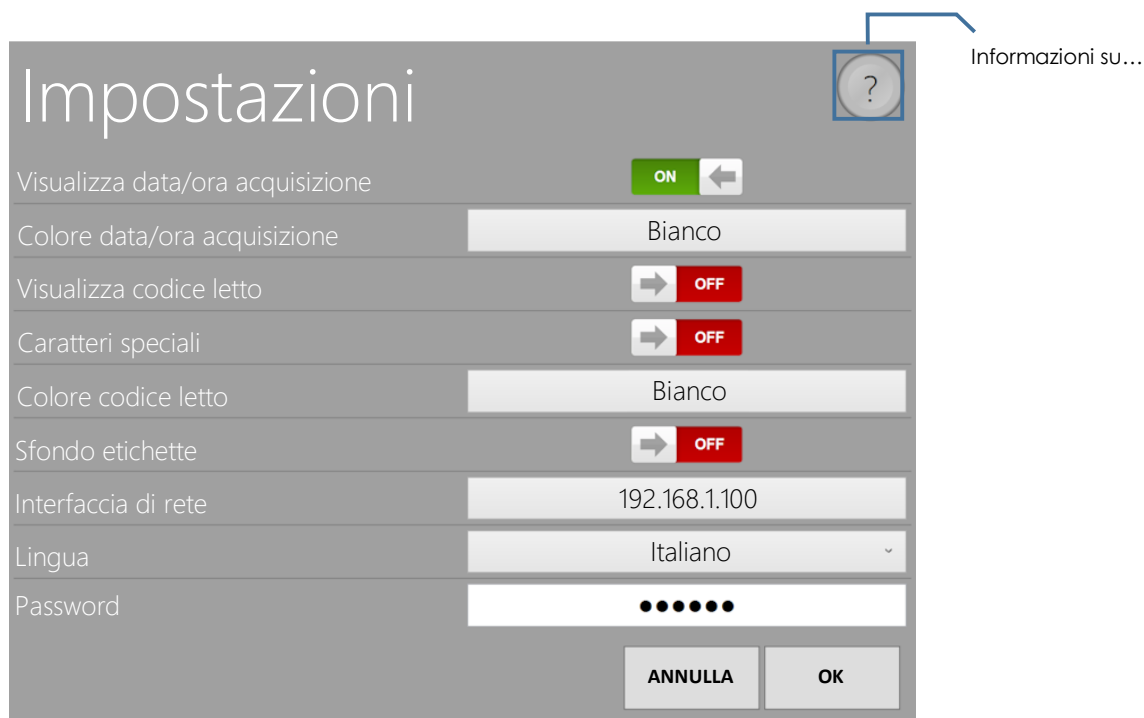 Informazioni su...
Impostazioni
?
Visualizza data/ora acquisizione ON
Colore data/ora acquisizione Bianco
Visualizza codice letto OFF
Caratteri speciali OFF
Colore codice letto Bianco
Sfondo etichette OFF
Interfaccia di rete 192.168.1.100
Lingua Italiano
Password ●●●●●●
ANNULLA OK